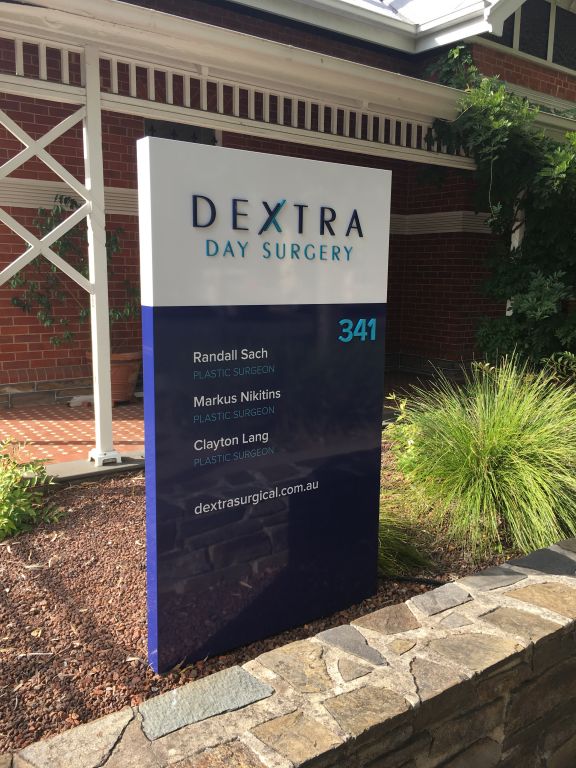 DEXTRA
DAY SURGERY
341
Randall Sach
PLASTIC SURGEON
Markus Nikitins
PLASTIC SURGEON
Clayton Lang
PLASTIC SURGEON
dextrasurgical.com.au